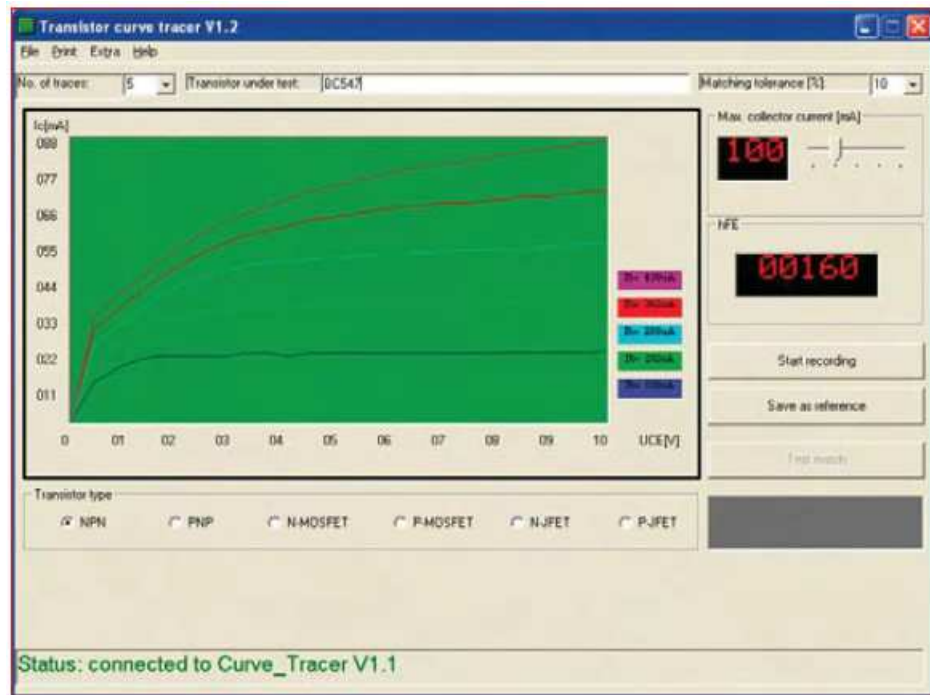 Transistor curve tracer V1.2
File Print Extra Help
No. of traces: 5 Transistor under test: BC547 Matching tolerance [%] 10
Ic[mA]
088
077
066
055
044
033
022
011
0 01 02 03 04 05 06 07 08 09 10 UCE[V]
Max. collector current [mA]
100
hFE
00160
Start recording
Save as reference
Test match
Transistor type
NPN PNP N-MOSFET P-MOSFET N-JFET P-JFET
Status: connected to Curve_Tracer V1.1